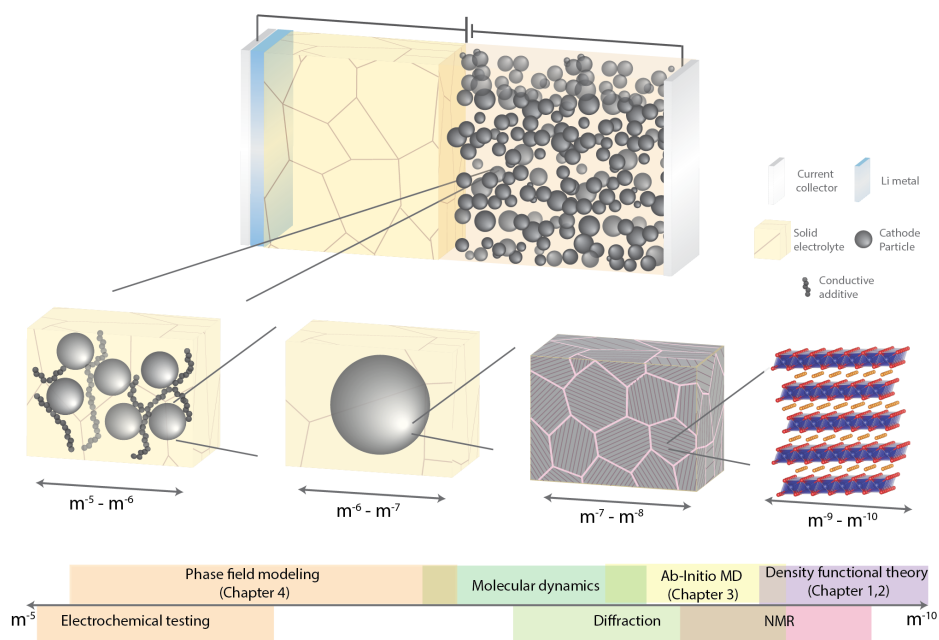 Current
collector
Li metal
Solid
electrolyte
Cathode
Particle
Conductive
additive
m-5 - m-6
m-6 - m-7
m-7 - m-8
m-9 - m-10
Phase field modeling
(Chapter 4)
Molecular dynamics
Ab-Initio MD
(Chapter 3)
Density functional theory
(Chapter 1,2)
m-5
m-10
Electrochemical testing
Diffraction
NMR